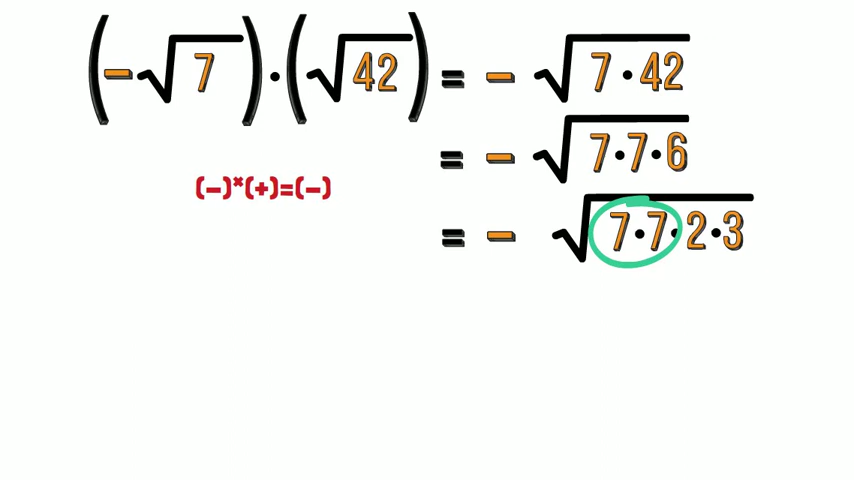 (-√7)·(√42) = -√7·42
= -√7·7·6
(-)×(+)=(-)
= -√7·7·2·3